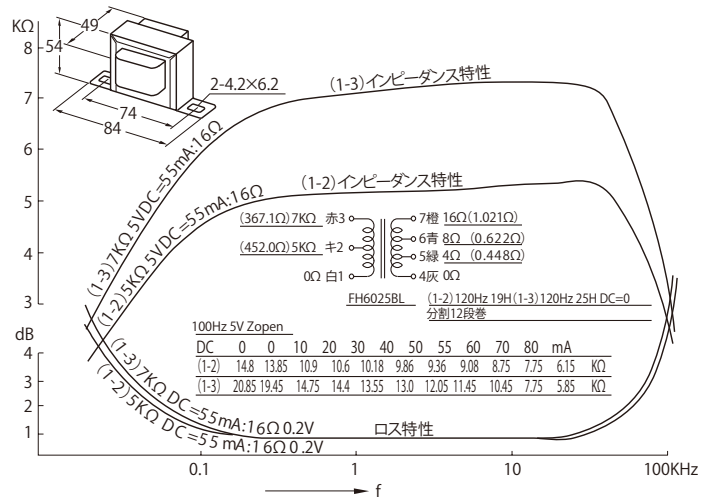 KΩ
8
7
6
5
4
3
dB
4
3
2
1
49
54
74
84
2-4.2×6.2
(1-3)インピーダンス特性
(1-3)7KΩ 5VDC=55mA:16Ω
(1-2)インピーダンス特性
(1-2)5KΩ 5VDC=55mA:16Ω
(367.1Ω)7KΩ 赤3 7橙 16Ω(1.021Ω)
6青 8Ω (0.622Ω)
(452.0Ω)5KΩ キ2
5緑 4Ω (0.448Ω)
0Ω 白1 4灰 0Ω
FH6025BL (1-2)120Hz 19H(1-3)120Hz 25H DC=0
分割12段巻
100Hz 5V Zopen
DC 0 0 10 20 30 40 50 55 60 70 80 mA
(1-2) 14.8 13.85 10.9 10.6 10.18 9.86 9.36 9.08 8.75 7.75 6.15 KΩ
(1-3) 20.85 19.45 14.75 14.4 13.55 13.0 12.05 11.45 10.45 7.75 5.85 KΩ
(1-3)7KΩ DC=55mA:16Ω 0.2V
(1-2)5KΩ DC=55 mA:16Ω 0.2V
ロス特性
0.1 1 10 100KHz
f